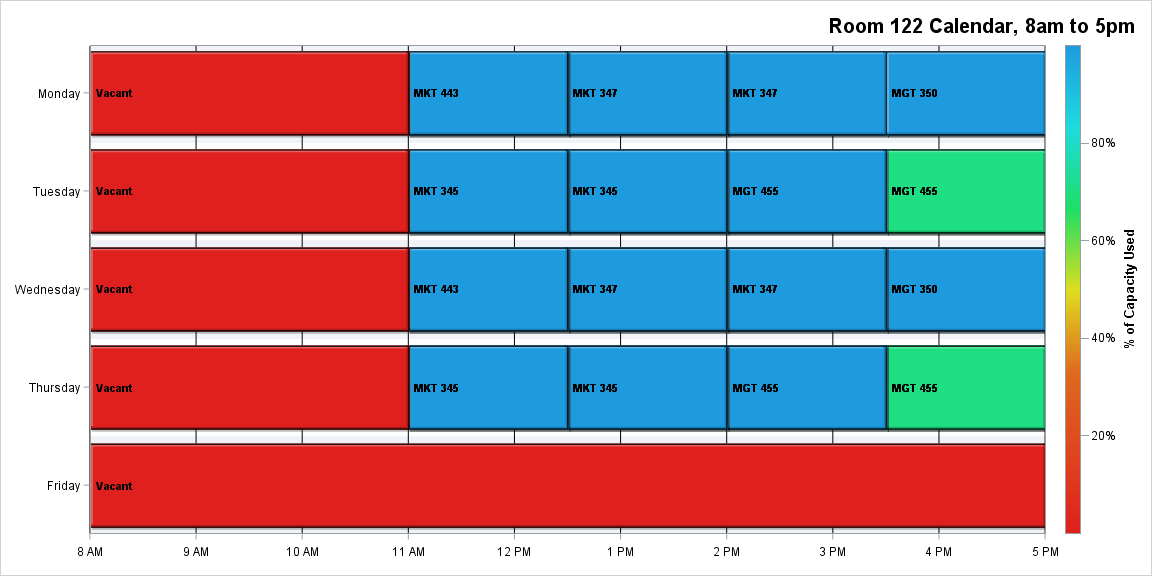 Room 122 Calendar, 8am to 5pm
Monday Vacant MKT 443 MKT 347 MKT 347 MGT 350
80%
Tuesday Vacant MKT 345 MKT 345 MGT 455 MGT 455
60%
% of Capacity Used
Wednesday Vacant MKT 443 MKT 347 MKT 347 MGT 350
40%
Thursday Vacant MKT 345 MKT 345 MGT 455 MGT 455
20%
Friday Vacant
8 AM 9 AM 10 AM 11 AM 12 PM 1 PM 2 PM 3 PM 4 PM 5 PM